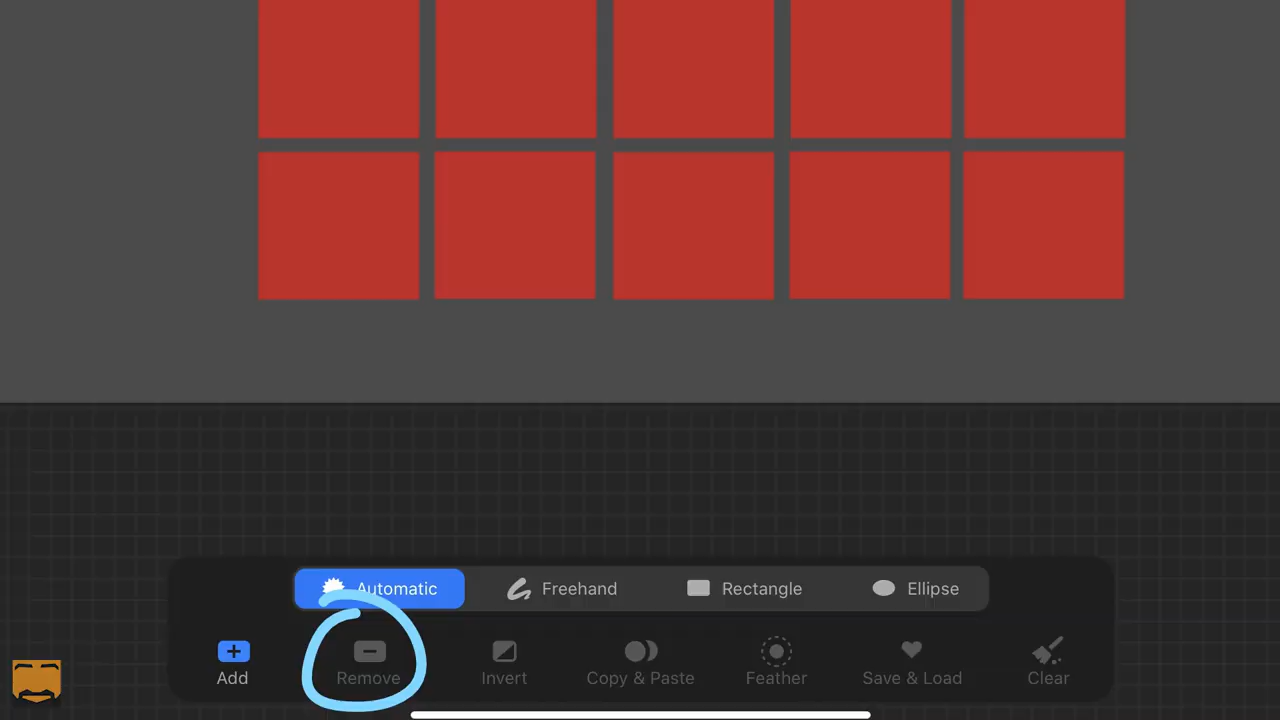 Automatic Freehand Rectangle Ellipse
Add Remove Invert Copy & Paste Feather Save & Load Clear